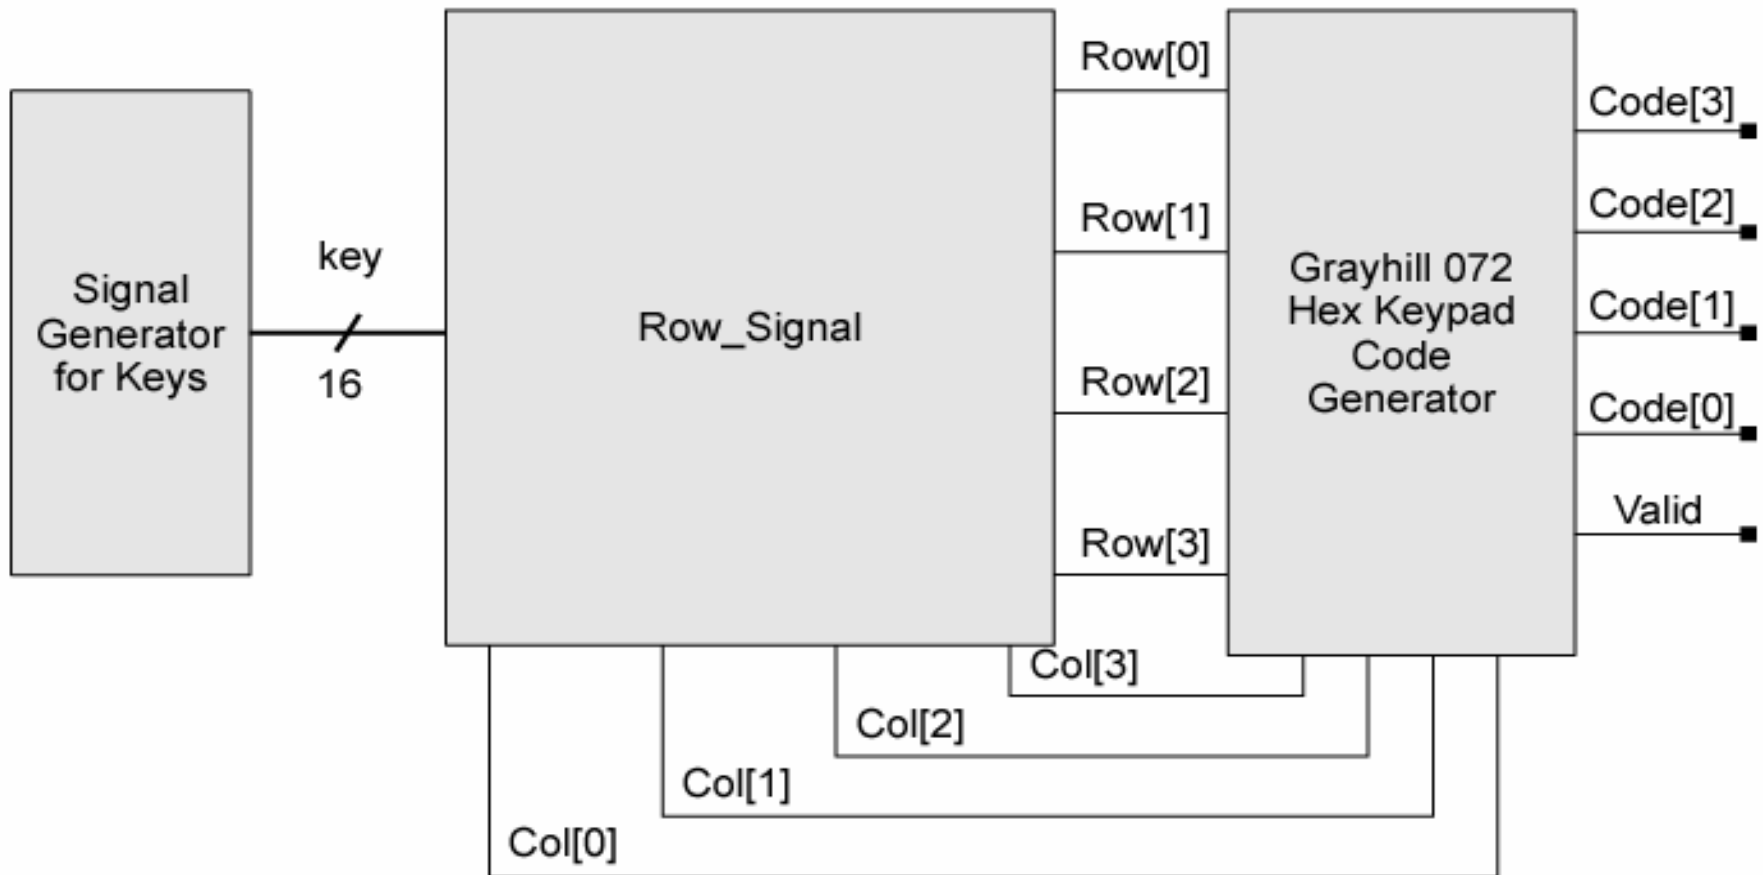 Signal
Generator
for Keys
key
16
Row_Signal
Row[0]
Row[1]
Row[2]
Row[3]
Grayhill 072
Hex Keypad
Code
Generator
Code[3]
Code[2]
Code[1]
Code[0]
Valid
Col[3]
Col[2]
Col[1]
Col[0]